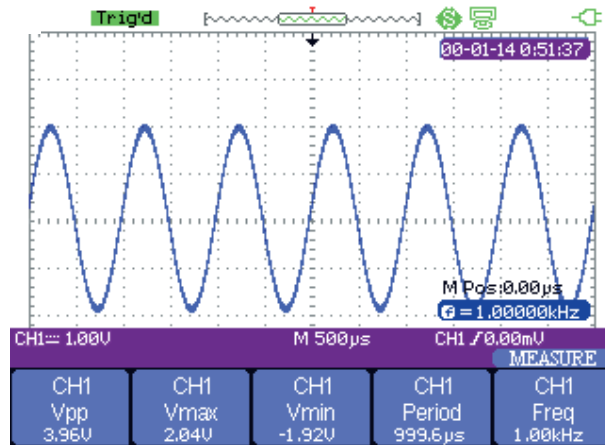 Trig'd
T
00-01-14 0:51:37
M Pos:0.00µs
f = 1.00000kHz
CH1 1.00V M 500µs CH1 0.00mV
MEASURE
CH1 CH1 CH1 CH1 CH1
Vpp Vmax Vmin Period Freq
3.96V 2.04V -1.92V 999.6µs 1.00kHz